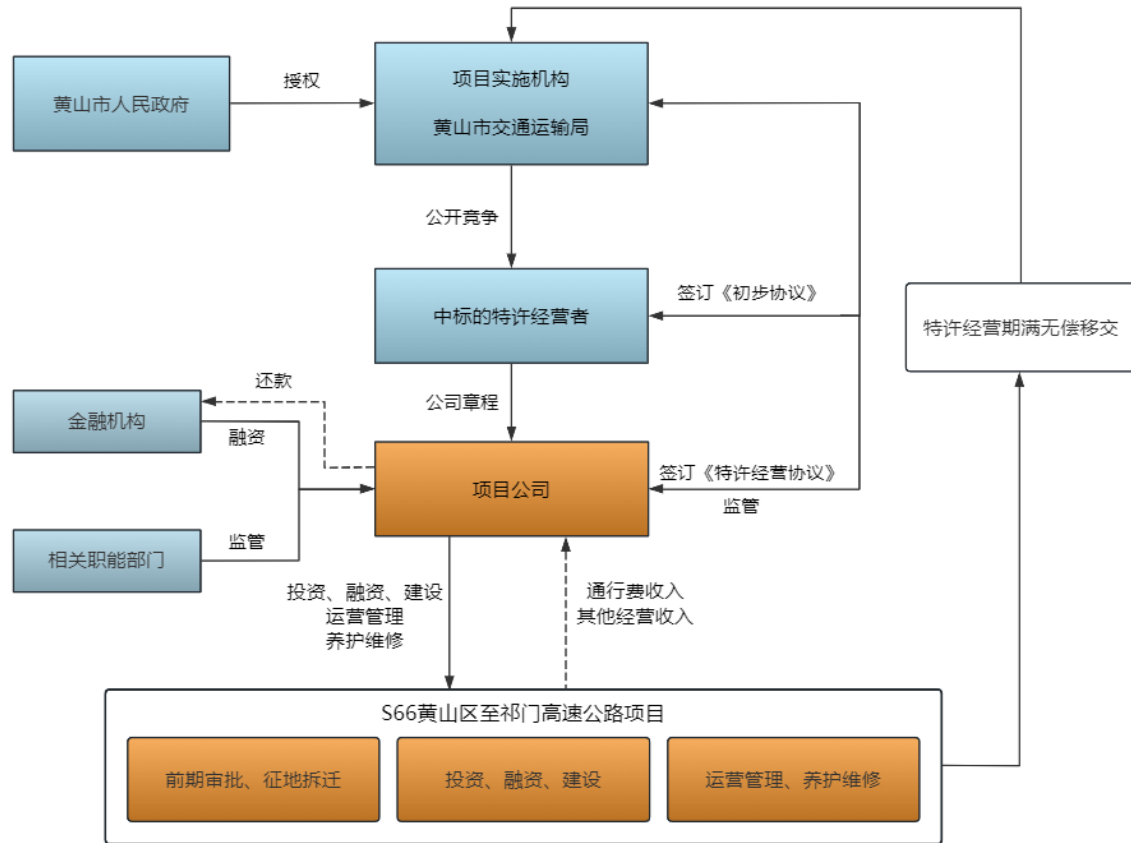 黄山市人民政府
授权
项目实施机构
黄山市交通运输局
公开竞争
中标的特许经营者
签订《初步协议》
特许经营期满无偿移交
还款
公司章程
金融机构
融资
项目公司
签订《特许经营协议》
监管
相关职能部门
监管
投资、融资、建设
运营管理
养护维修
通行费收入
其他经营收入
S66黄山区至祁门高速公路项目
前期审批、征地拆迁
投资、融资、建设
运营管理、养护维修